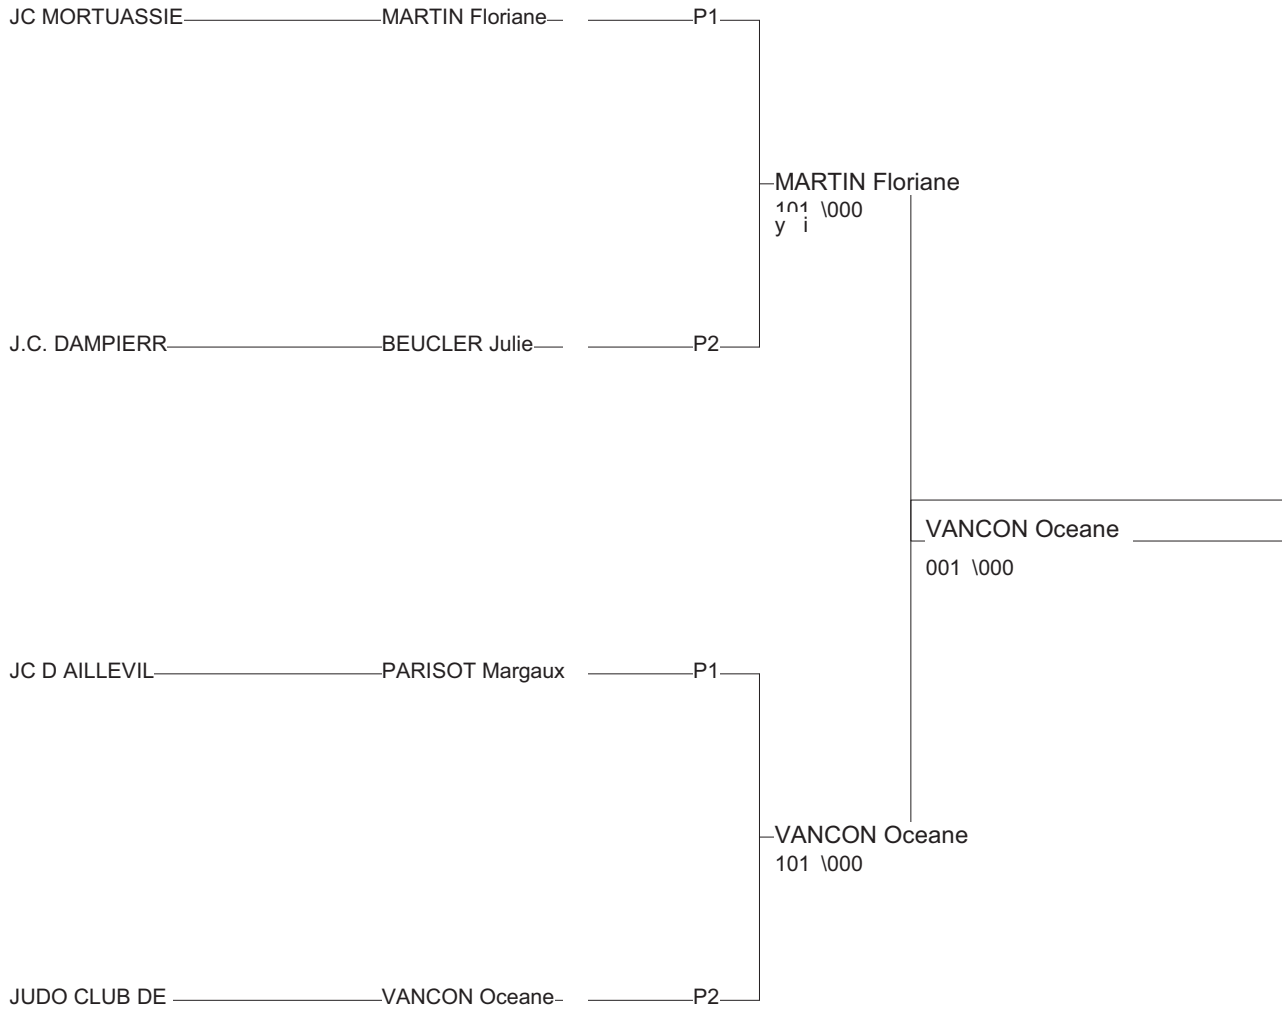 JC MORTUASSIE MARTIN Floriane P1
MARTIN Floriane
101 \000
y i
J.C. DAMPIERR BEUCLER Julie P2
VANCON Oceane
001 \000
JC D AILLEVIL PARISOT Margaux P1
VANCON Oceane
101 \000
JUDO CLUB DE VANCON Oceane P2